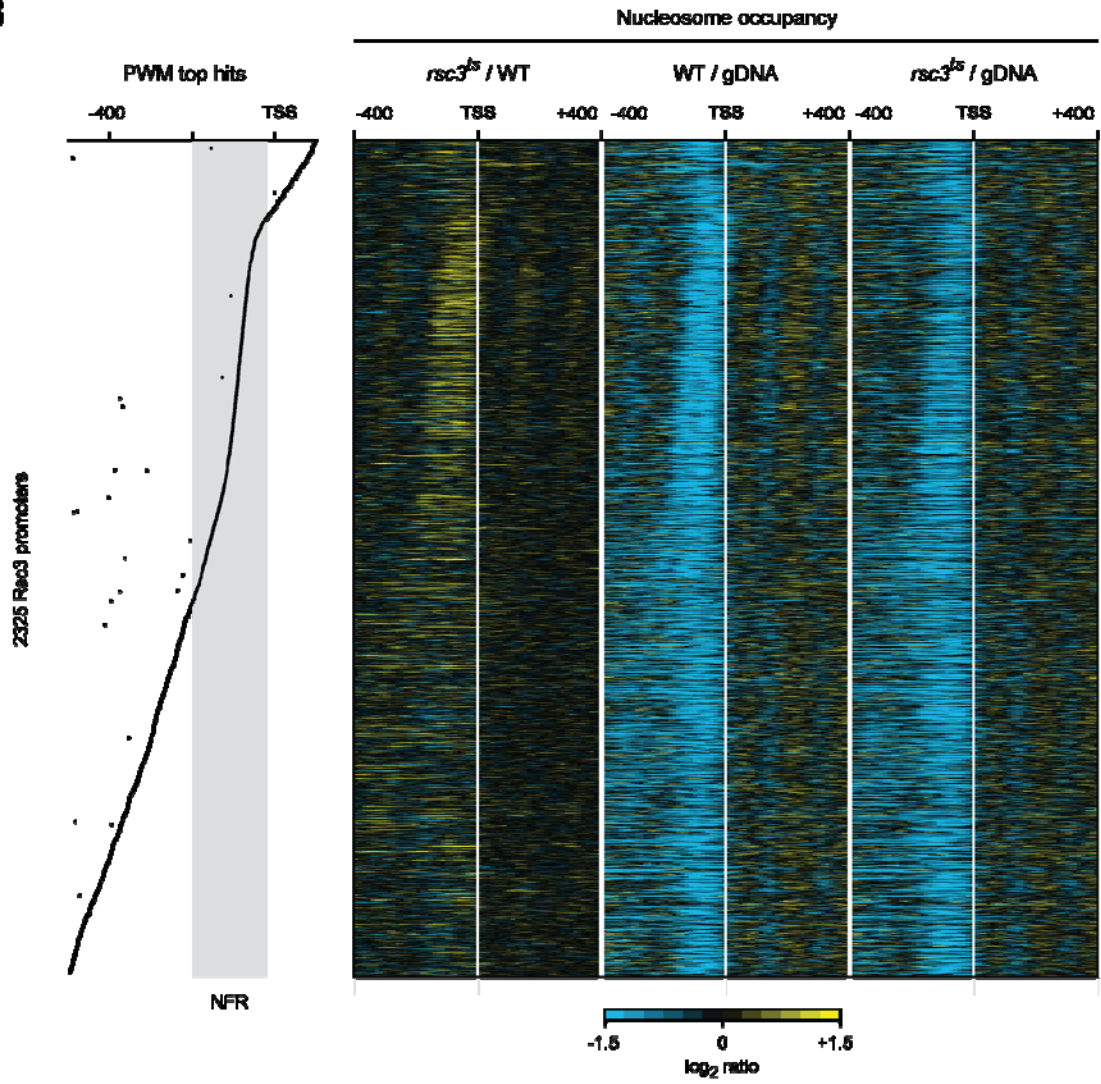 Nucleosome occupancy
PWM top hits
rsc3ts / WT
WT / gDNA
rsc3ts / gDNA
-400 TSS
-400 TSS +400
-400 TSS +400
-400 TSS +400
2325 Rsc3 promoters
NFR
-1.5 0 +1.5
log2 ratio